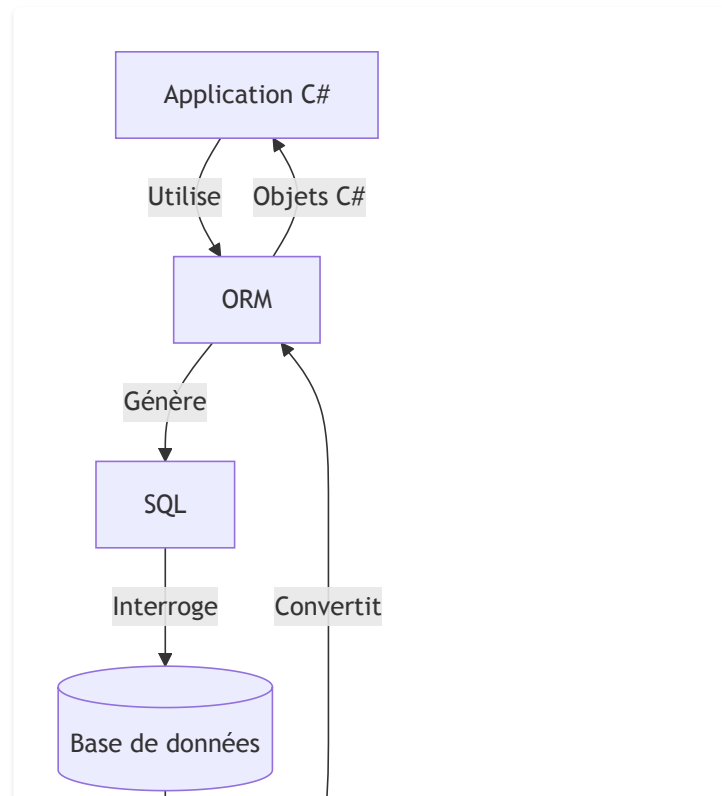 Application C#
Utilise
Objets C#
ORM
Génère
SQL
Interroge
Convertit
Base de données